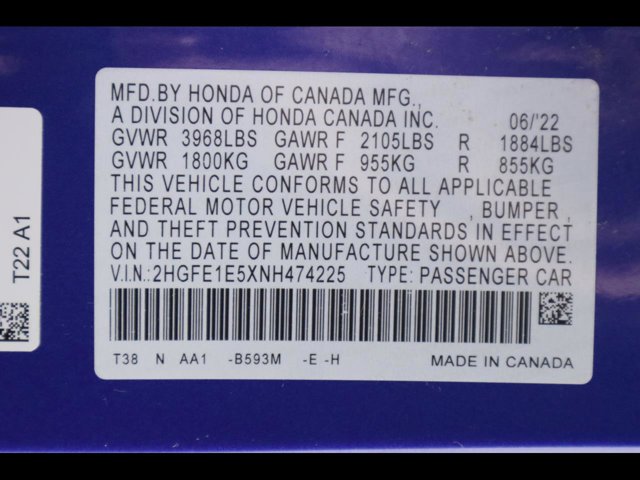 MFD.BY HONDA OF CANADA MFG.,
A DIVISION OF HONDA CANADA INC. 06/'22
GVWR 3968LBS GAWR F 2105LBS R 1884LBS
GVWR 1800KG GAWR F 955KG R 855KG
THIS VEHICLE CONFORMS TO ALL APPLICABLE
FEDERAL MOTOR VEHICLE SAFETY , BUMPER ,
AND THEFT PREVENTION STANDARDS IN EFFECT
ON THE DATE OF MANUFACTURE SHOWN ABOVE.
V.I.N.:2HGFE1E5XNH474225 TYPE: PASSENGER CAR
T38 N AA1 -B593M -E -H MADE IN CANADA
T22 A1